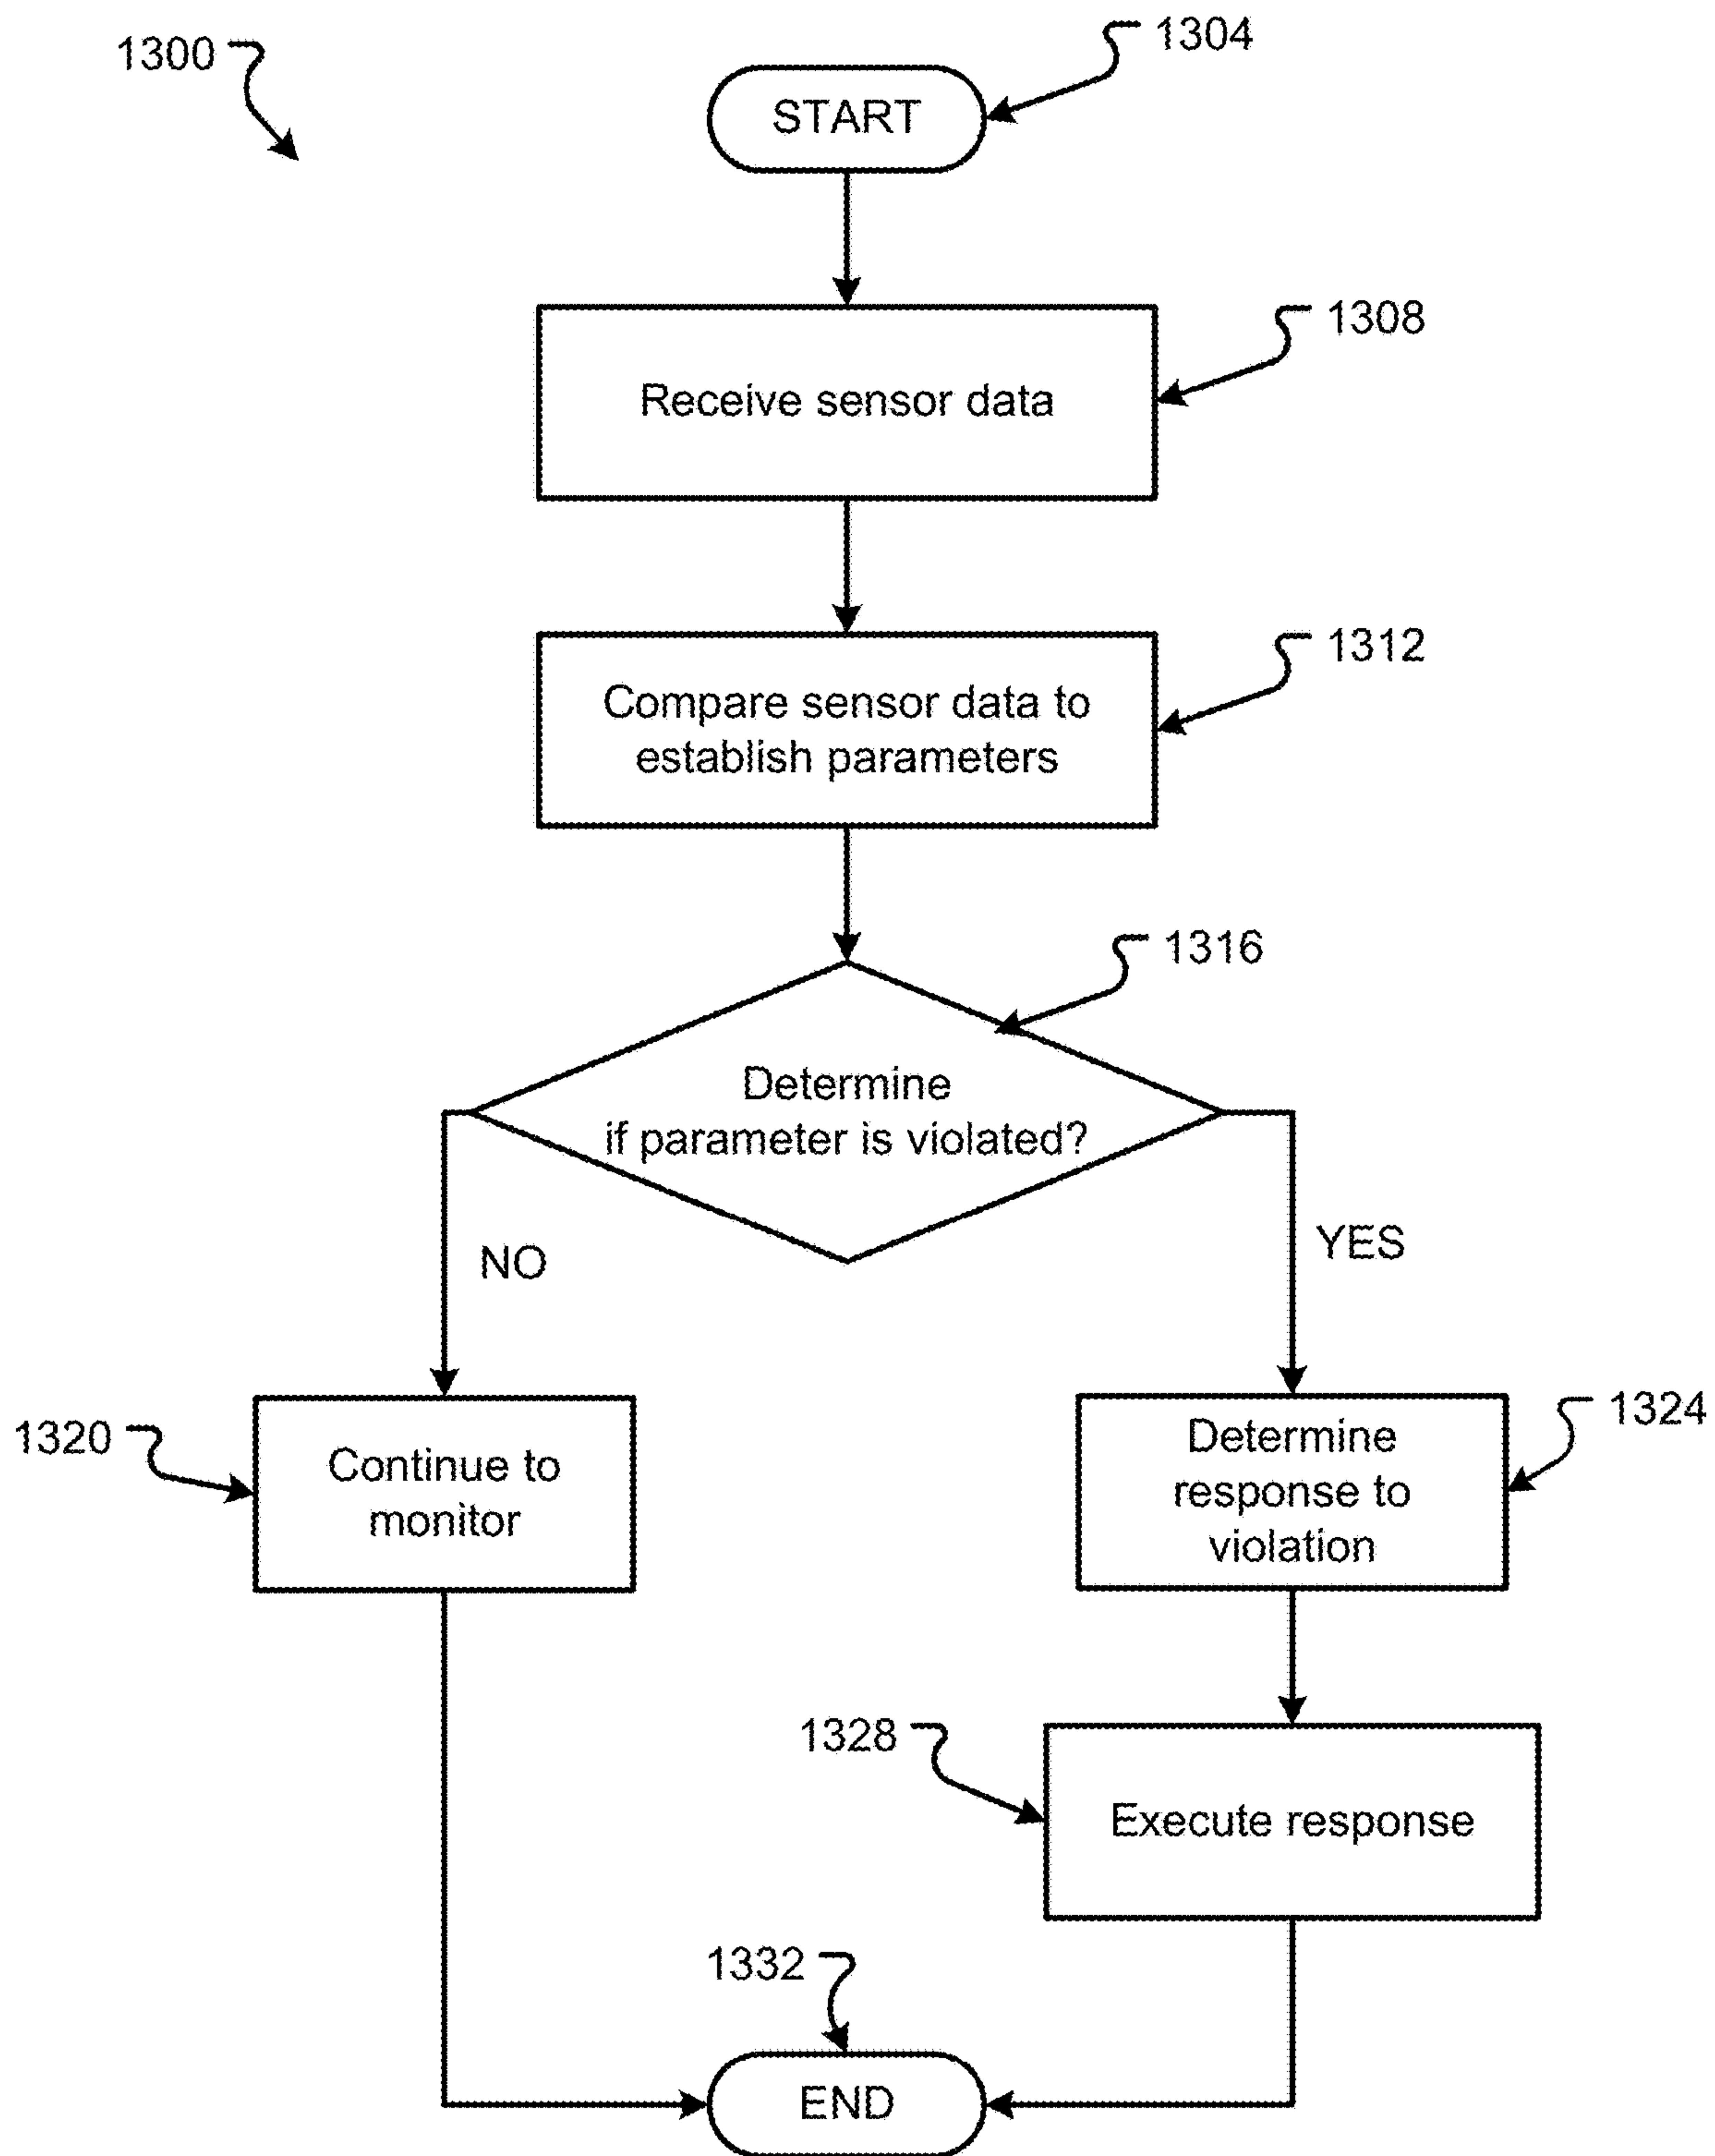 1300
1304
START
1308
Receive sensor data
1312
Compare sensor data to
establish parameters
1316
Determine
if parameter is violated?
NO
YES
1320
Continue to
monitor
1324
Determine
response to
violation
1328
Execute response
1332
END